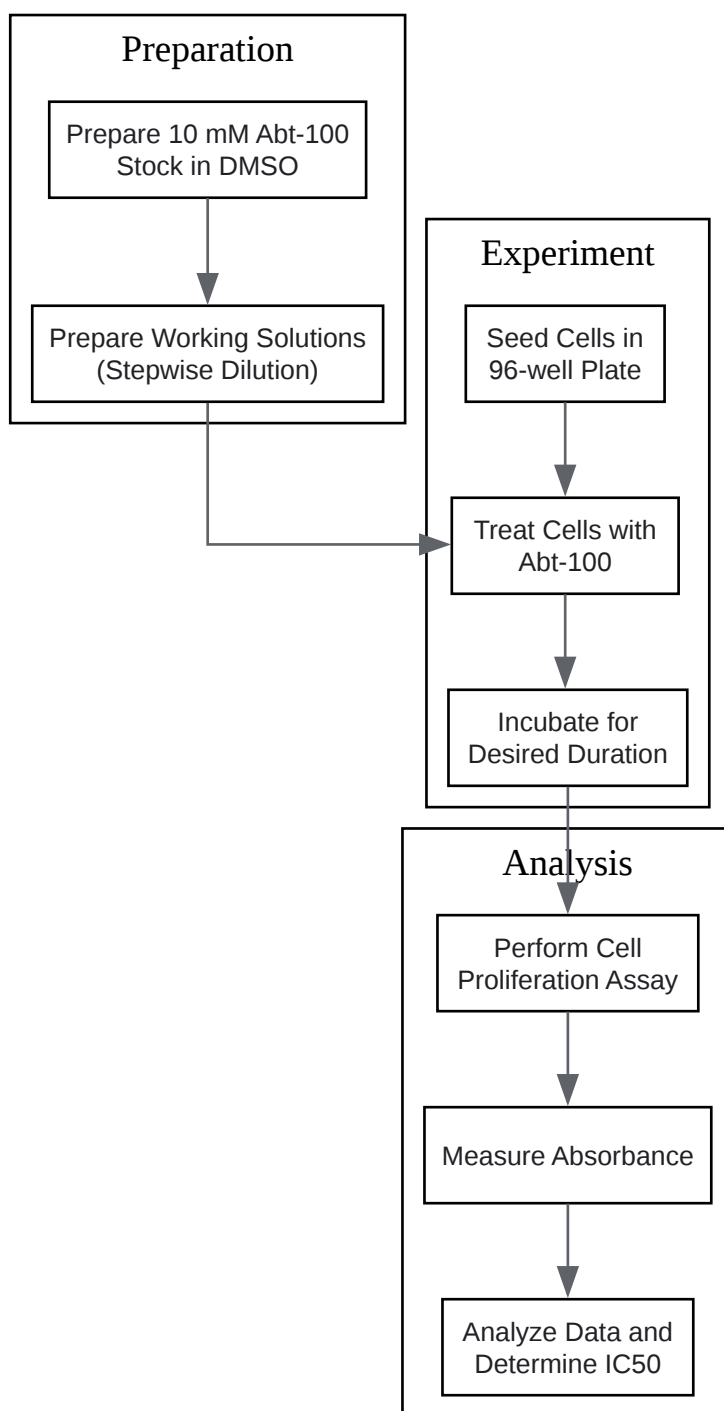 Preparation
Prepare 10 mM Abt-100
Stock in DMSO
Prepare Working Solutions
(Stepwise Dilution)
Experiment
Seed Cells in
96-well Plate
Treat Cells with
Abt-100
Incubate for
Desired Duration
Analysis
Perform Cell
Proliferation Assay
Measure Absorbance
Analyze Data and
Determine IC50